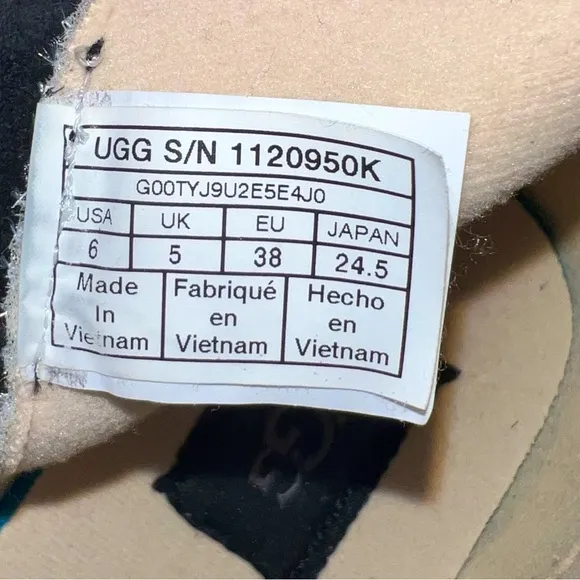 UGG S/N 1120950K
G00TYJ9U2E5E4J0
USA UK EU JAPAN
6 5 38 24.5
Made Fabriqué Hecho
In en en
Vietnam Vietnam Vietnam
UGG